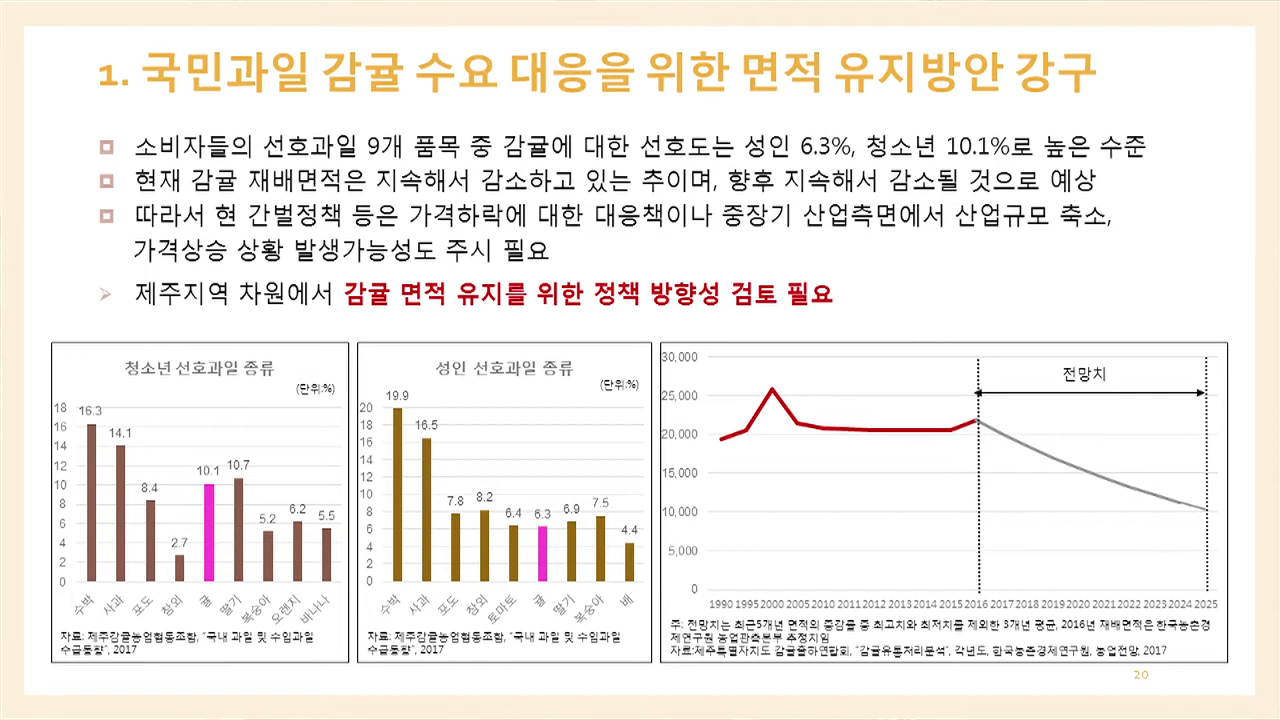 1. 국민과일 감귤 수요 대응을 위한 면적 유지방안 강구
소비자들의 선호과일 9개 품목 중 감귤에 대한 선호도는 성인 6.3%, 청소년 10.1%로 높은 수준
현재 감귤 재배면적은 지속해서 감소하고 있는 추이며, 향후 지속해서 감소될 것으로 예상
따라서 현 간벌정책 등은 가격하락에 대한 대응책이나 중장기 산업측면에서 산업규모 축소,
가격상승 상황 발생가능성도 주시 필요
제주지역 차원에서 감귤 면적 유지를 위한 정책 방향성 검토 필요
청소년 선호과일 종류
(단위:%)
18
16
14
12
10
8
6
4
2
0
16.3
14.1
8.4
2.7
10.1
10.7
5.2
6.2
5.5
수박
사과
포도
참외
귤
딸기
복숭아
오렌지
바나나
자료: 제주감귤농업협동조합, "국내 과일 및 수입과일
수급동향", 2017
성인 선호과일 종류
(단위:%)
20
18
16
14
12
10
8
6
4
2
0
19.9
16.5
7.8
8.2
6.4
6.3
6.9
7.5
4.4
수박
사과
포도
참외
토마토
귤
딸기
복숭아
배
자료: 제주감귤농업협동조합, "국내 과일 및 수입과일
수급동향", 2017
30,000
25,000
20,000
15,000
10,000
5,000
0
전망치
1990 1995 2000 2005 2010 2011 2012 2013 2014 2015 2016 2017 2018 2019 2020 2021 2022 2023 2024 2025
주: 전망치는 최근5개년 면적의 증감률 중 최고치와 최저치를 제외한 3개년 평균, 2016년 재배면적은 한국농촌경
제연구원 농업관측본부 추정치임
자료:제주특별자치도 감귤출하연합회, "감귤유통처리분석", 각년도, 한국농촌경제연구원, 농업전망, 2017
20